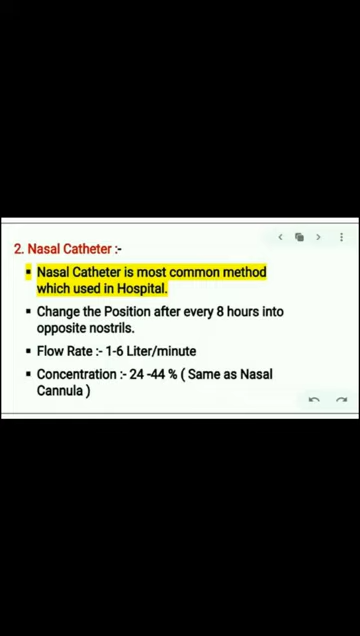 2. Nasal Catheter :-
▪ Nasal Catheter is most common method
which used in Hospital.
▪ Change the Position after every 8 hours into
opposite nostrils.
▪ Flow Rate :- 1-6 Liter/minute
▪ Concentration :- 24 -44 % ( Same as Nasal
Cannula )